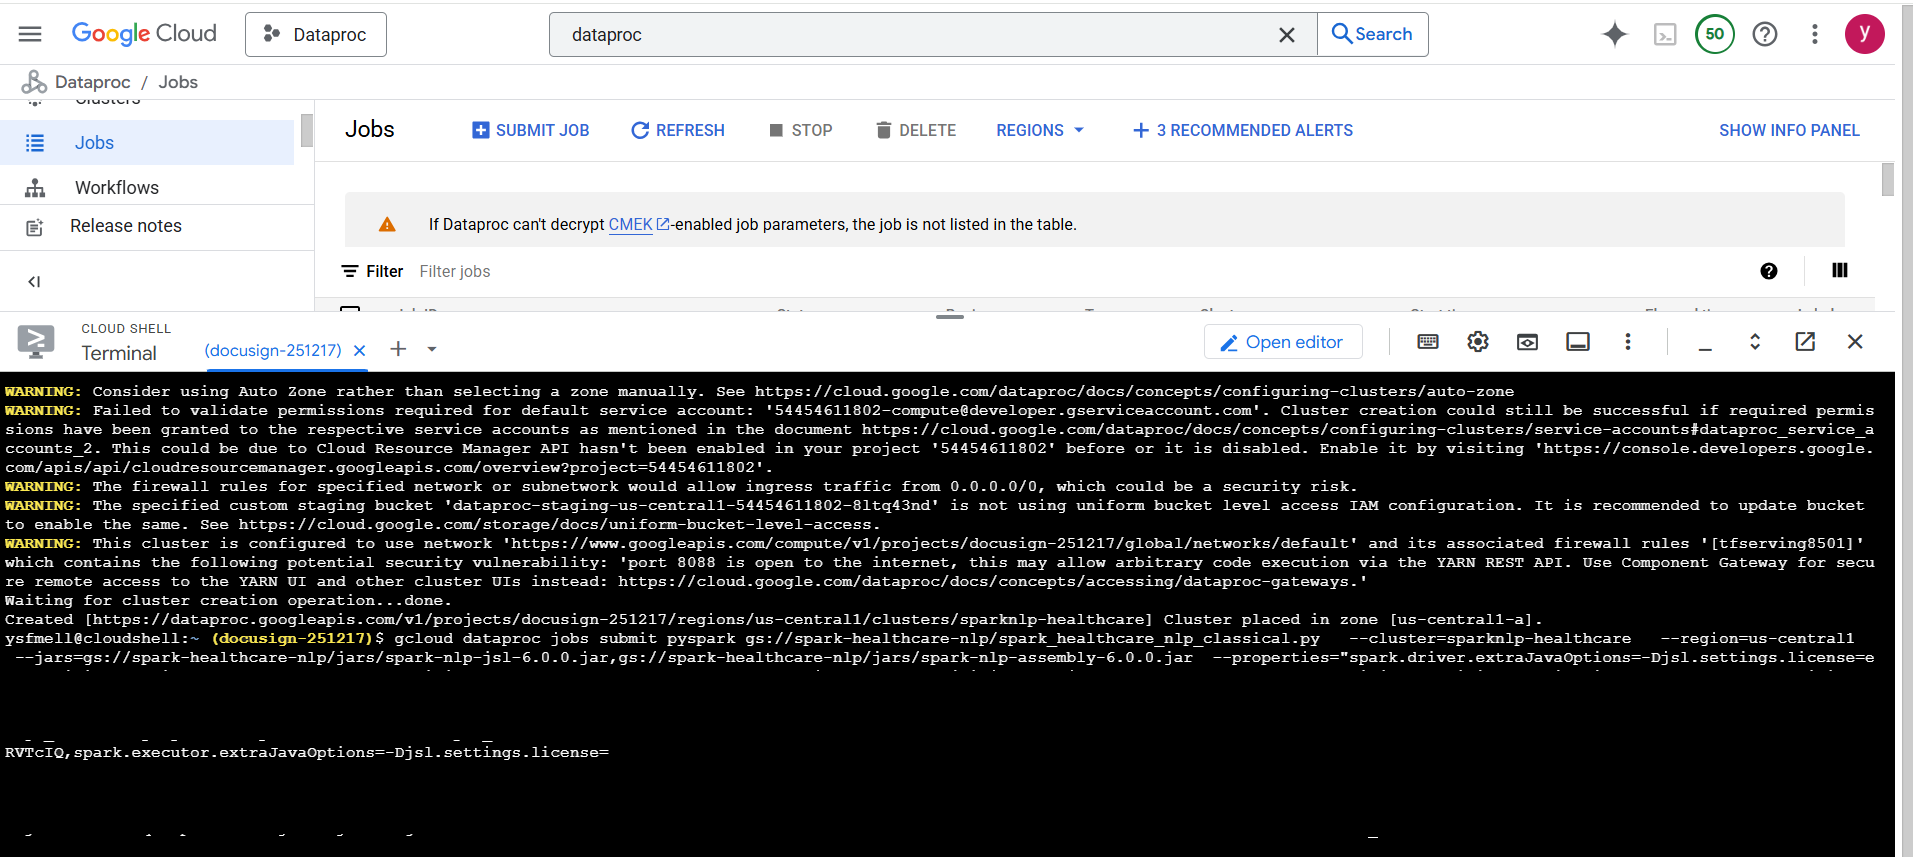 Google Cloud
Dataproc
dataproc
Search
50
y
Dataproc / Jobs
Clusters
Jobs
Workflows
Release notes
Jobs
SUBMIT JOB
REFRESH
STOP
DELETE
REGIONS
3 RECOMMENDED ALERTS
SHOW INFO PANEL
If Dataproc can't decrypt CMEK-enabled job parameters, the job is not listed in the table.
Filter Filter jobs
CLOUD SHELL
Terminal
(docusign-251217)
Open editor
WARNING: Consider using Auto Zone rather than selecting a zone manually. See https://cloud.google.com/dataproc/docs/concepts/configuring-clusters/auto-zone
WARNING: Failed to validate permissions required for default service account: '54454611802-compute@developer.gserviceaccount.com'. Cluster creation could still be successful if required permis
sions have been granted to the respective service accounts as mentioned in the document https://cloud.google.com/dataproc/docs/concepts/configuring-clusters/service-accounts#dataproc_service_a
ccounts_2. This could be due to Cloud Resource Manager API hasn't been enabled in your project '54454611802' before or it is disabled. Enable it by visiting 'https://console.developers.google.
com/apis/api/cloudresourcemanager.googleapis.com/overview?project=54454611802'.
WARNING: The firewall rules for specified network or subnetwork would allow ingress traffic from 0.0.0.0/0, which could be a security risk.
WARNING: The specified custom staging bucket 'dataproc-staging-us-central1-54454611802-8ltq43nd' is not using uniform bucket level access IAM configuration. It is recommended to update bucket
to enable the same. See https://cloud.google.com/storage/docs/uniform-bucket-level-access.
WARNING: This cluster is configured to use network 'https://www.googleapis.com/compute/v1/projects/docusign-251217/global/networks/default' and its associated firewall rules '[tfserving8501]'
which contains the following potential security vulnerability: 'port 8088 is open to the internet, this may allow arbitrary code execution via the YARN REST API. Use Component Gateway for secu
re remote access to the YARN UI and other cluster UIs instead: https://cloud.google.com/dataproc/docs/concepts/accessing/dataproc-gateways.'
Waiting for cluster creation operation...done.
Created [https://dataproc.googleapis.com/v1/projects/docusign-251217/regions/us-central1/clusters/sparknlp-healthcare] Cluster placed in zone [us-central1-a].
ysfmell@cloudshell:~ (docusign-251217)$ gcloud dataproc jobs submit pyspark gs://spark-healthcare-nlp/spark_healthcare_nlp_classical.py --cluster=sparknlp-healthcare --region=us-central1
--jars=gs://spark-healthcare-nlp/jars/spark-nlp-jsl-6.0.0.jar,gs://spark-healthcare-nlp/jars/spark-nlp-assembly-6.0.0.jar --properties="spark.driver.extraJavaOptions=-Djsl.settings.license=e
RVTcIQ,spark.executor.extraJavaOptions=-Djsl.settings.license=